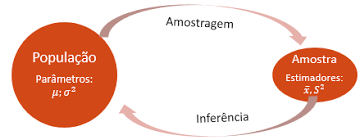 Amostragem
População
Parâmetros:
μ; σ²
Amostra
Estimadores:
x̄, S²
Inferência